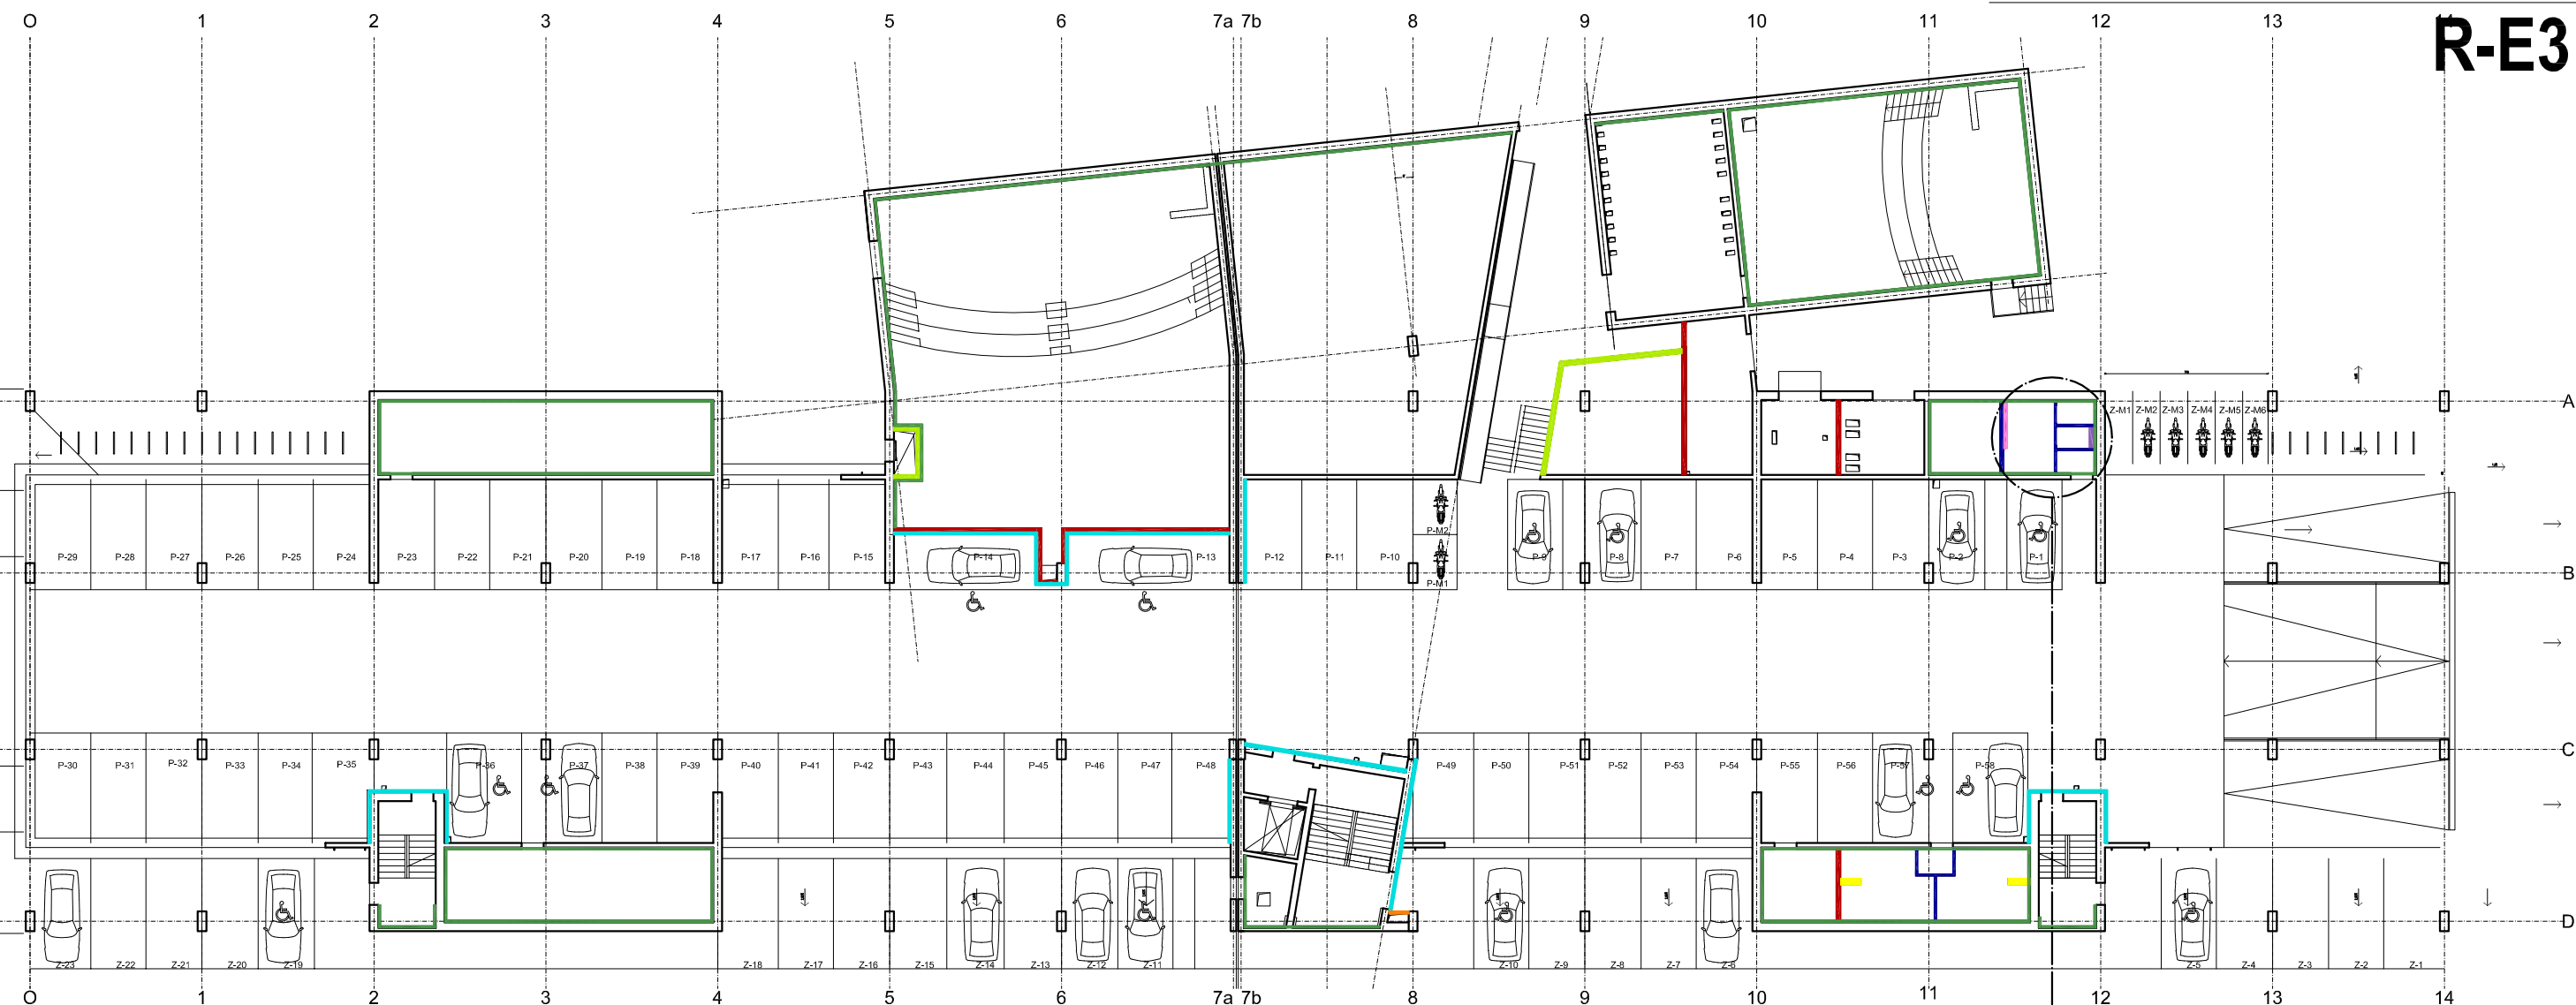 O 1 2 3 4 5 6 7a 7b 8 9 10 11 12 13
R-E3
A
Z-M1 Z-M2 Z-M3 Z-M4 Z-M5 Z-M6
P-M2
P-29 P-28 P-27 P-26 P-25 P-24 P-23 P-22 P-21 P-20 P-19 P-18 P-17 P-16 P-15 P-14 P-13 P-12 P-11 P-10 P-9 P-8 P-7 P-6 P-5 P-4 P-3 P-2 P-1
B
P-M1
C
P-30 P-31 P-32 P-33 P-34 P-35 P-36 P-37 P-38 P-39 P-40 P-41 P-42 P-43 P-44 P-45 P-46 P-47 P-48 P-49 P-50 P-51 P-52 P-53 P-54 P-55 P-56 P-57 P-58
D
Z-23 Z-22 Z-21 Z-20 Z-19 Z-18 Z-17 Z-16 Z-15 Z-14 Z-13 Z-12 Z-11 Z-10 Z-9 Z-8 Z-7 Z-6 Z-5 Z-4 Z-3 Z-2 Z-1
O 1 2 3 4 5 6 7a 7b 8 9 10 11 12 13 14